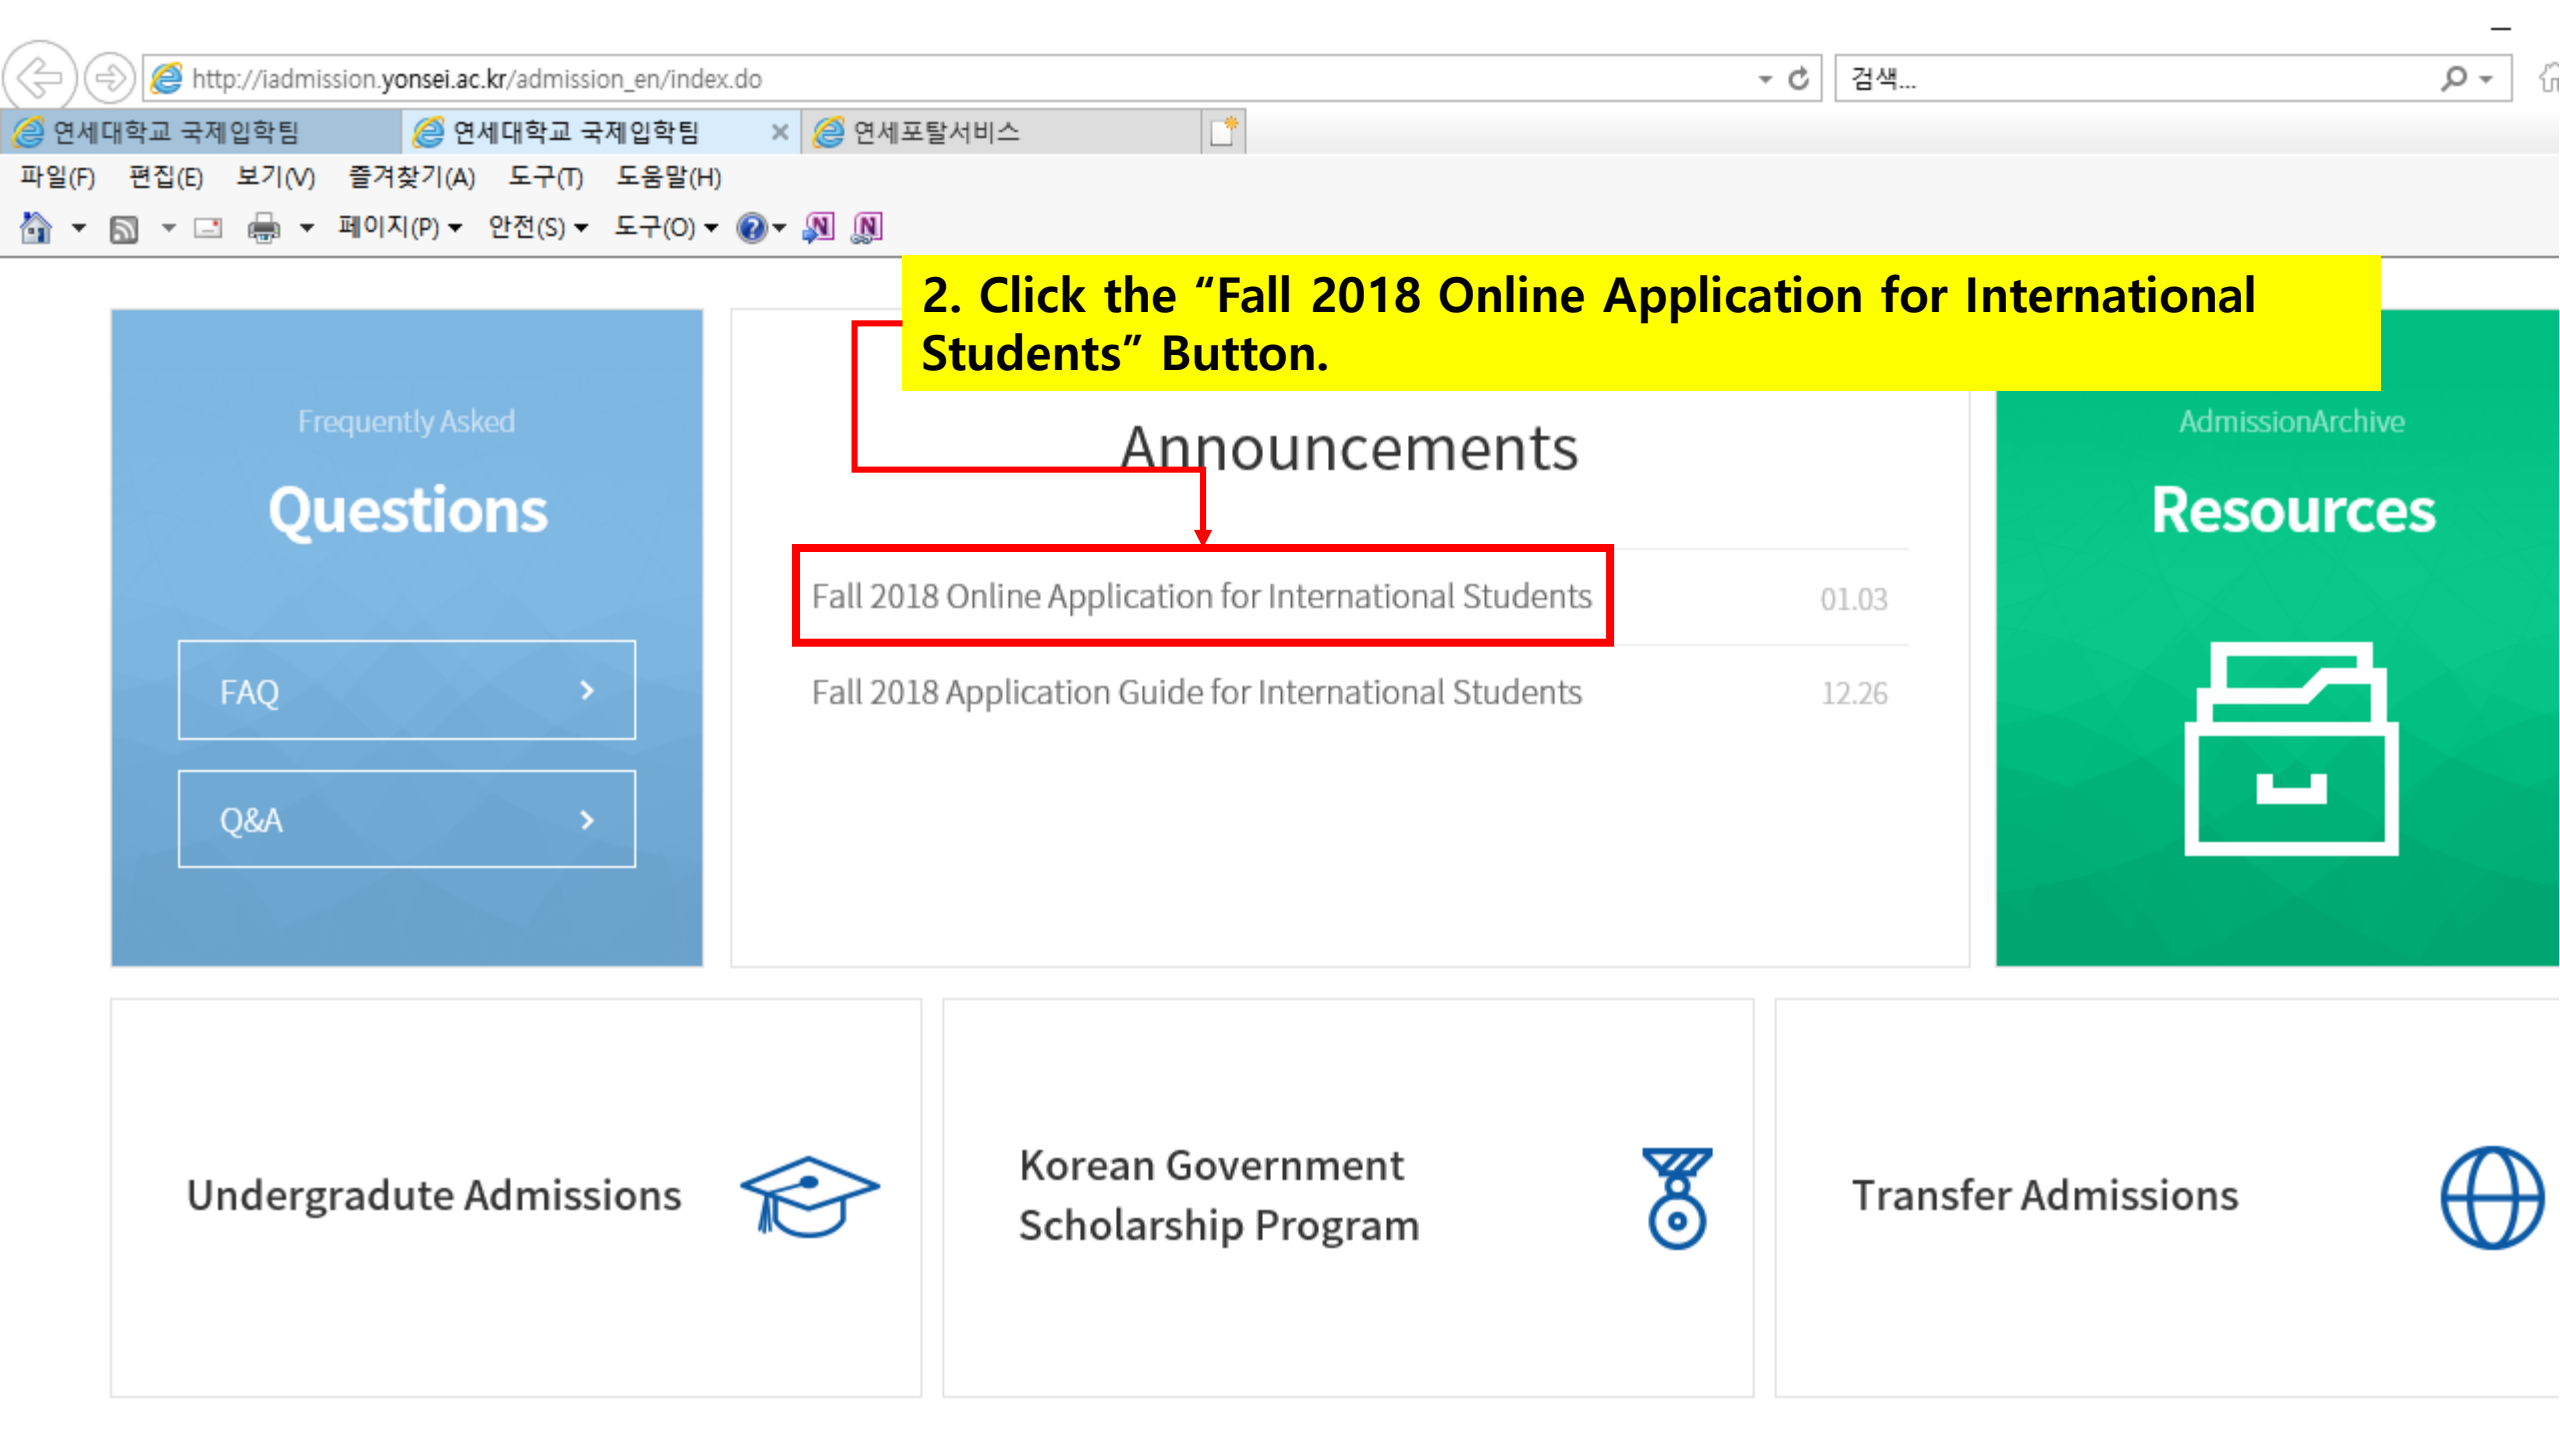 http://iadmission.yonsei.ac.kr/admission_en/index.do
검색...
연세대학교 국제입학팀
연세대학교 국제입학팀
연세포탈서비스
파일(F) 편집(E) 보기(V) 즐겨찾기(A) 도구(T) 도움말(H)
페이지(P) 안전(S) 도구(O)
2. Click the “Fall 2018 Online Application for International
Students” Button.
Frequently Asked
Questions
FAQ
Q&A
Announcements
Fall 2018 Online Application for International Students 01.03
Fall 2018 Application Guide for International Students 12.26
AdmissionArchive
Resources
Undergradute Admissions
Korean Government
Scholarship Program
Transfer Admissions